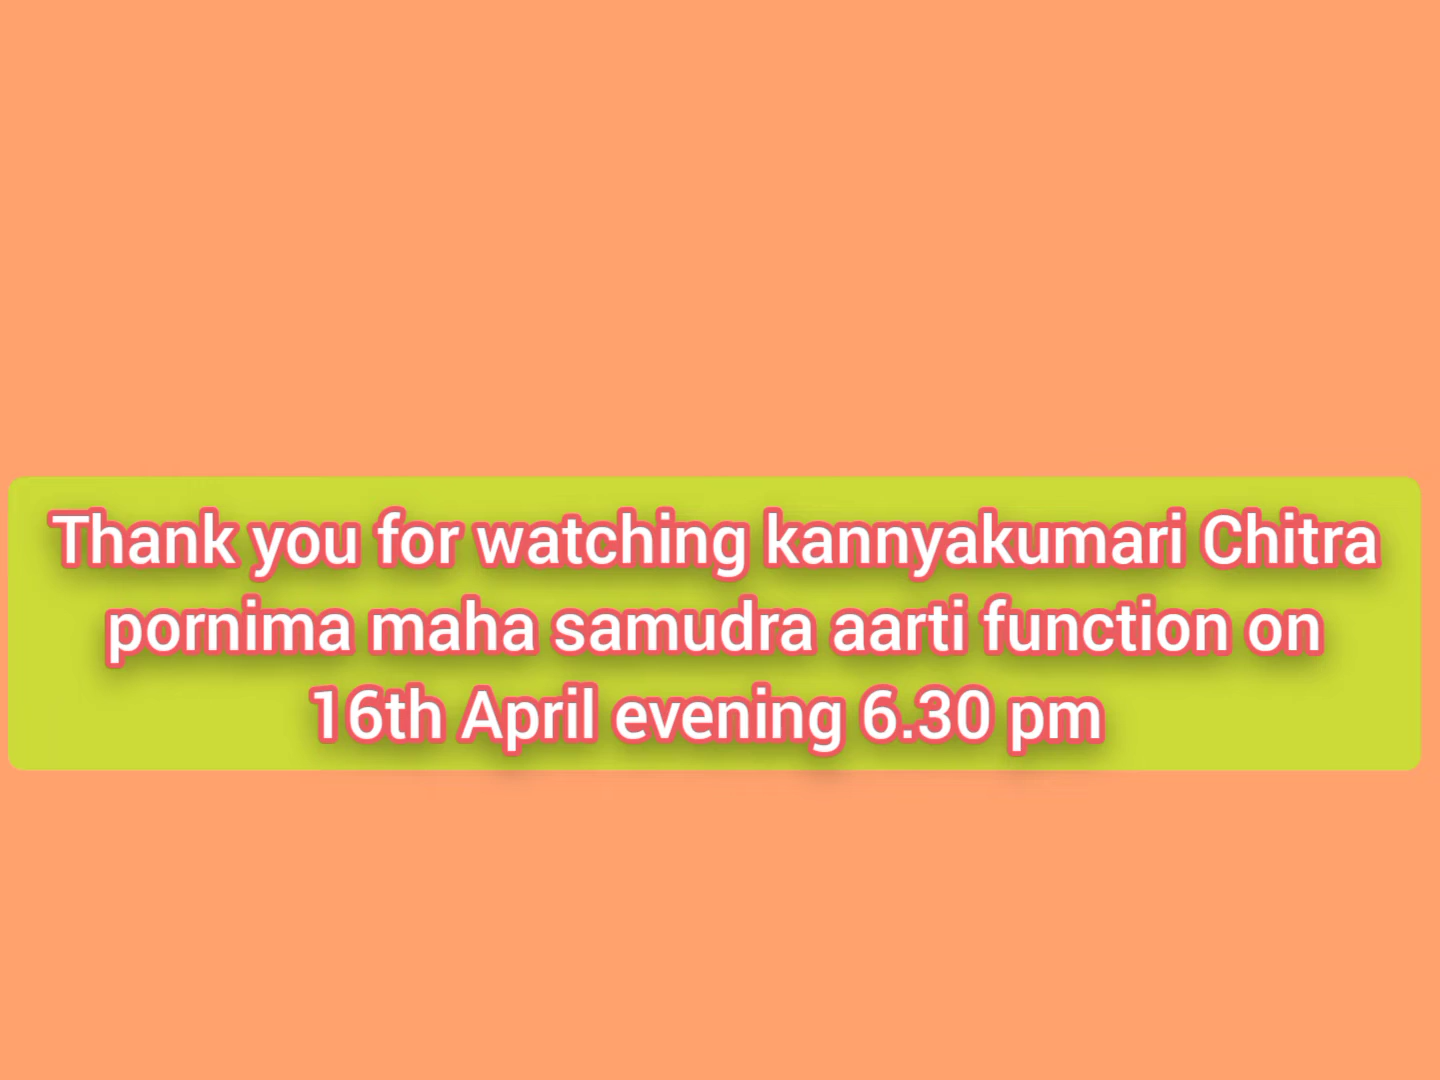 Thank you for watching kannyakumari Chitra
pornima maha samudra aarti function on
16th April evening 6.30 pm